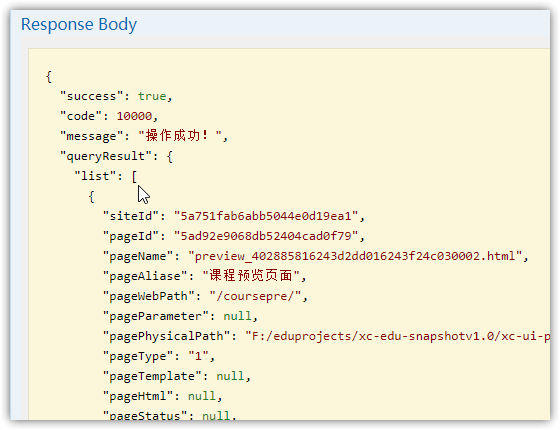 Response Body
{
"success": true,
"code": 10000,
"message": "操作成功！",
"queryResult": {
"list": [
{
"siteId": "5a751fab6abb5044e0d19ea1",
"pageId": "5ad92e9068db52404cad0f79",
"pageName": "preview_402885816243d2dd016243f24c030002.html",
"pageAliase": "课程预览页面",
"pageWebPath": "/coursepre/",
"pageParameter": null,
"pagePhysicalPath": "F:/eduprojects/xc-edu-snapshotv1.0/xc-ui-p
"pageType": "1",
"pageTemplate": null,
"pageHtml": null,
"pageStatus": null,